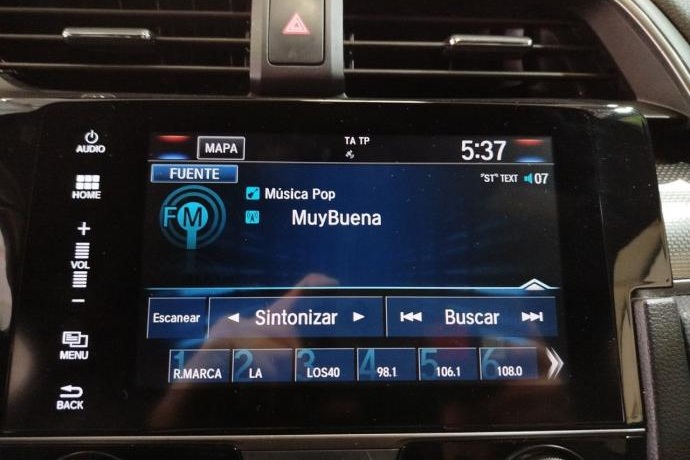 AUDIO
HOME
+
VOL
−
MENU
BACK
MAPA
TA TP
5:37
FUENTE
"ST" TEXT 07
FM
Música Pop
MuyBuena
Escanear
Sintonizar
Buscar
1 R.MARCA
2 LA
3 LOS40
4 98.1
5 106.1
6 108.0